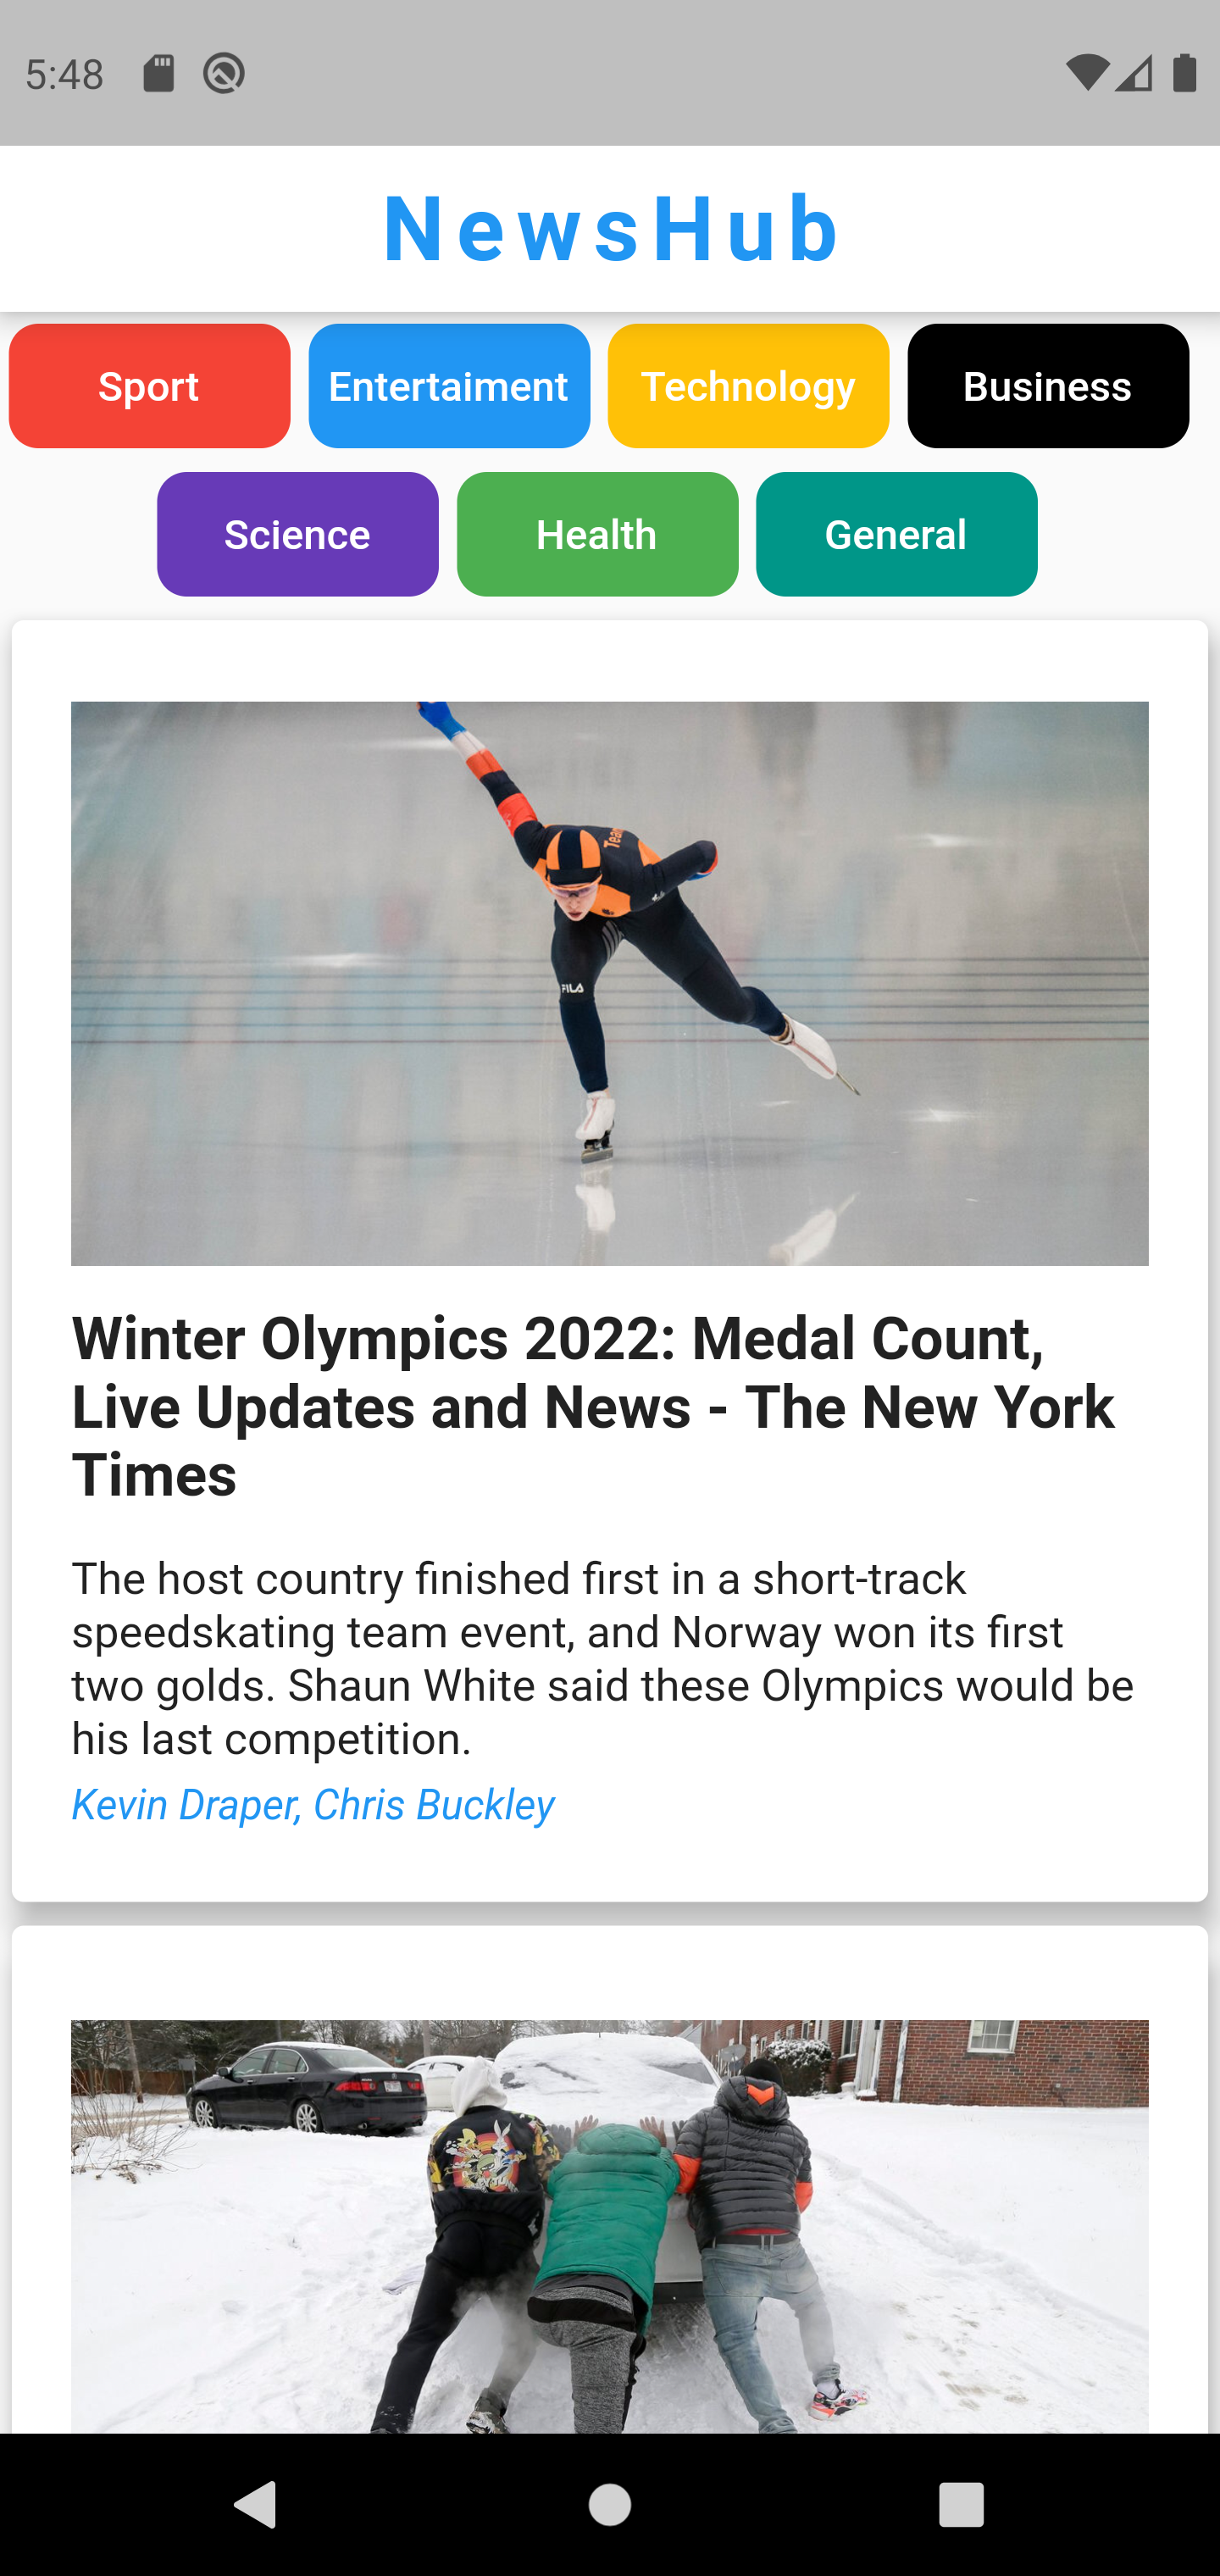 5:48
NewsHub
Sport
Entertaiment
Technology
Business
Science
Health
General
Team
FILA
Winter Olympics 2022: Medal Count,
Live Updates and News - The New York
Times
The host country finished first in a short-track
speedskating team event, and Norway won its first
two golds. Shaun White said these Olympics would be
his last competition.
Kevin Draper, Chris Buckley